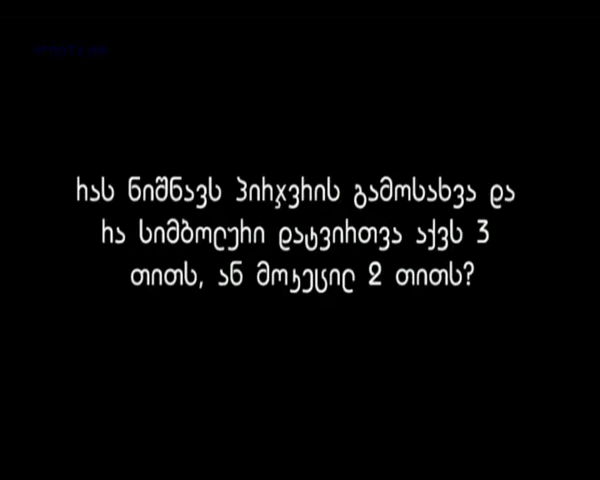 რას ნიშნავს პირჯვრის გამოსახვა და
რა სიმბოლური დატვირთვა აქვს 3
თითს, ან მოკეცილ 2 თითს?